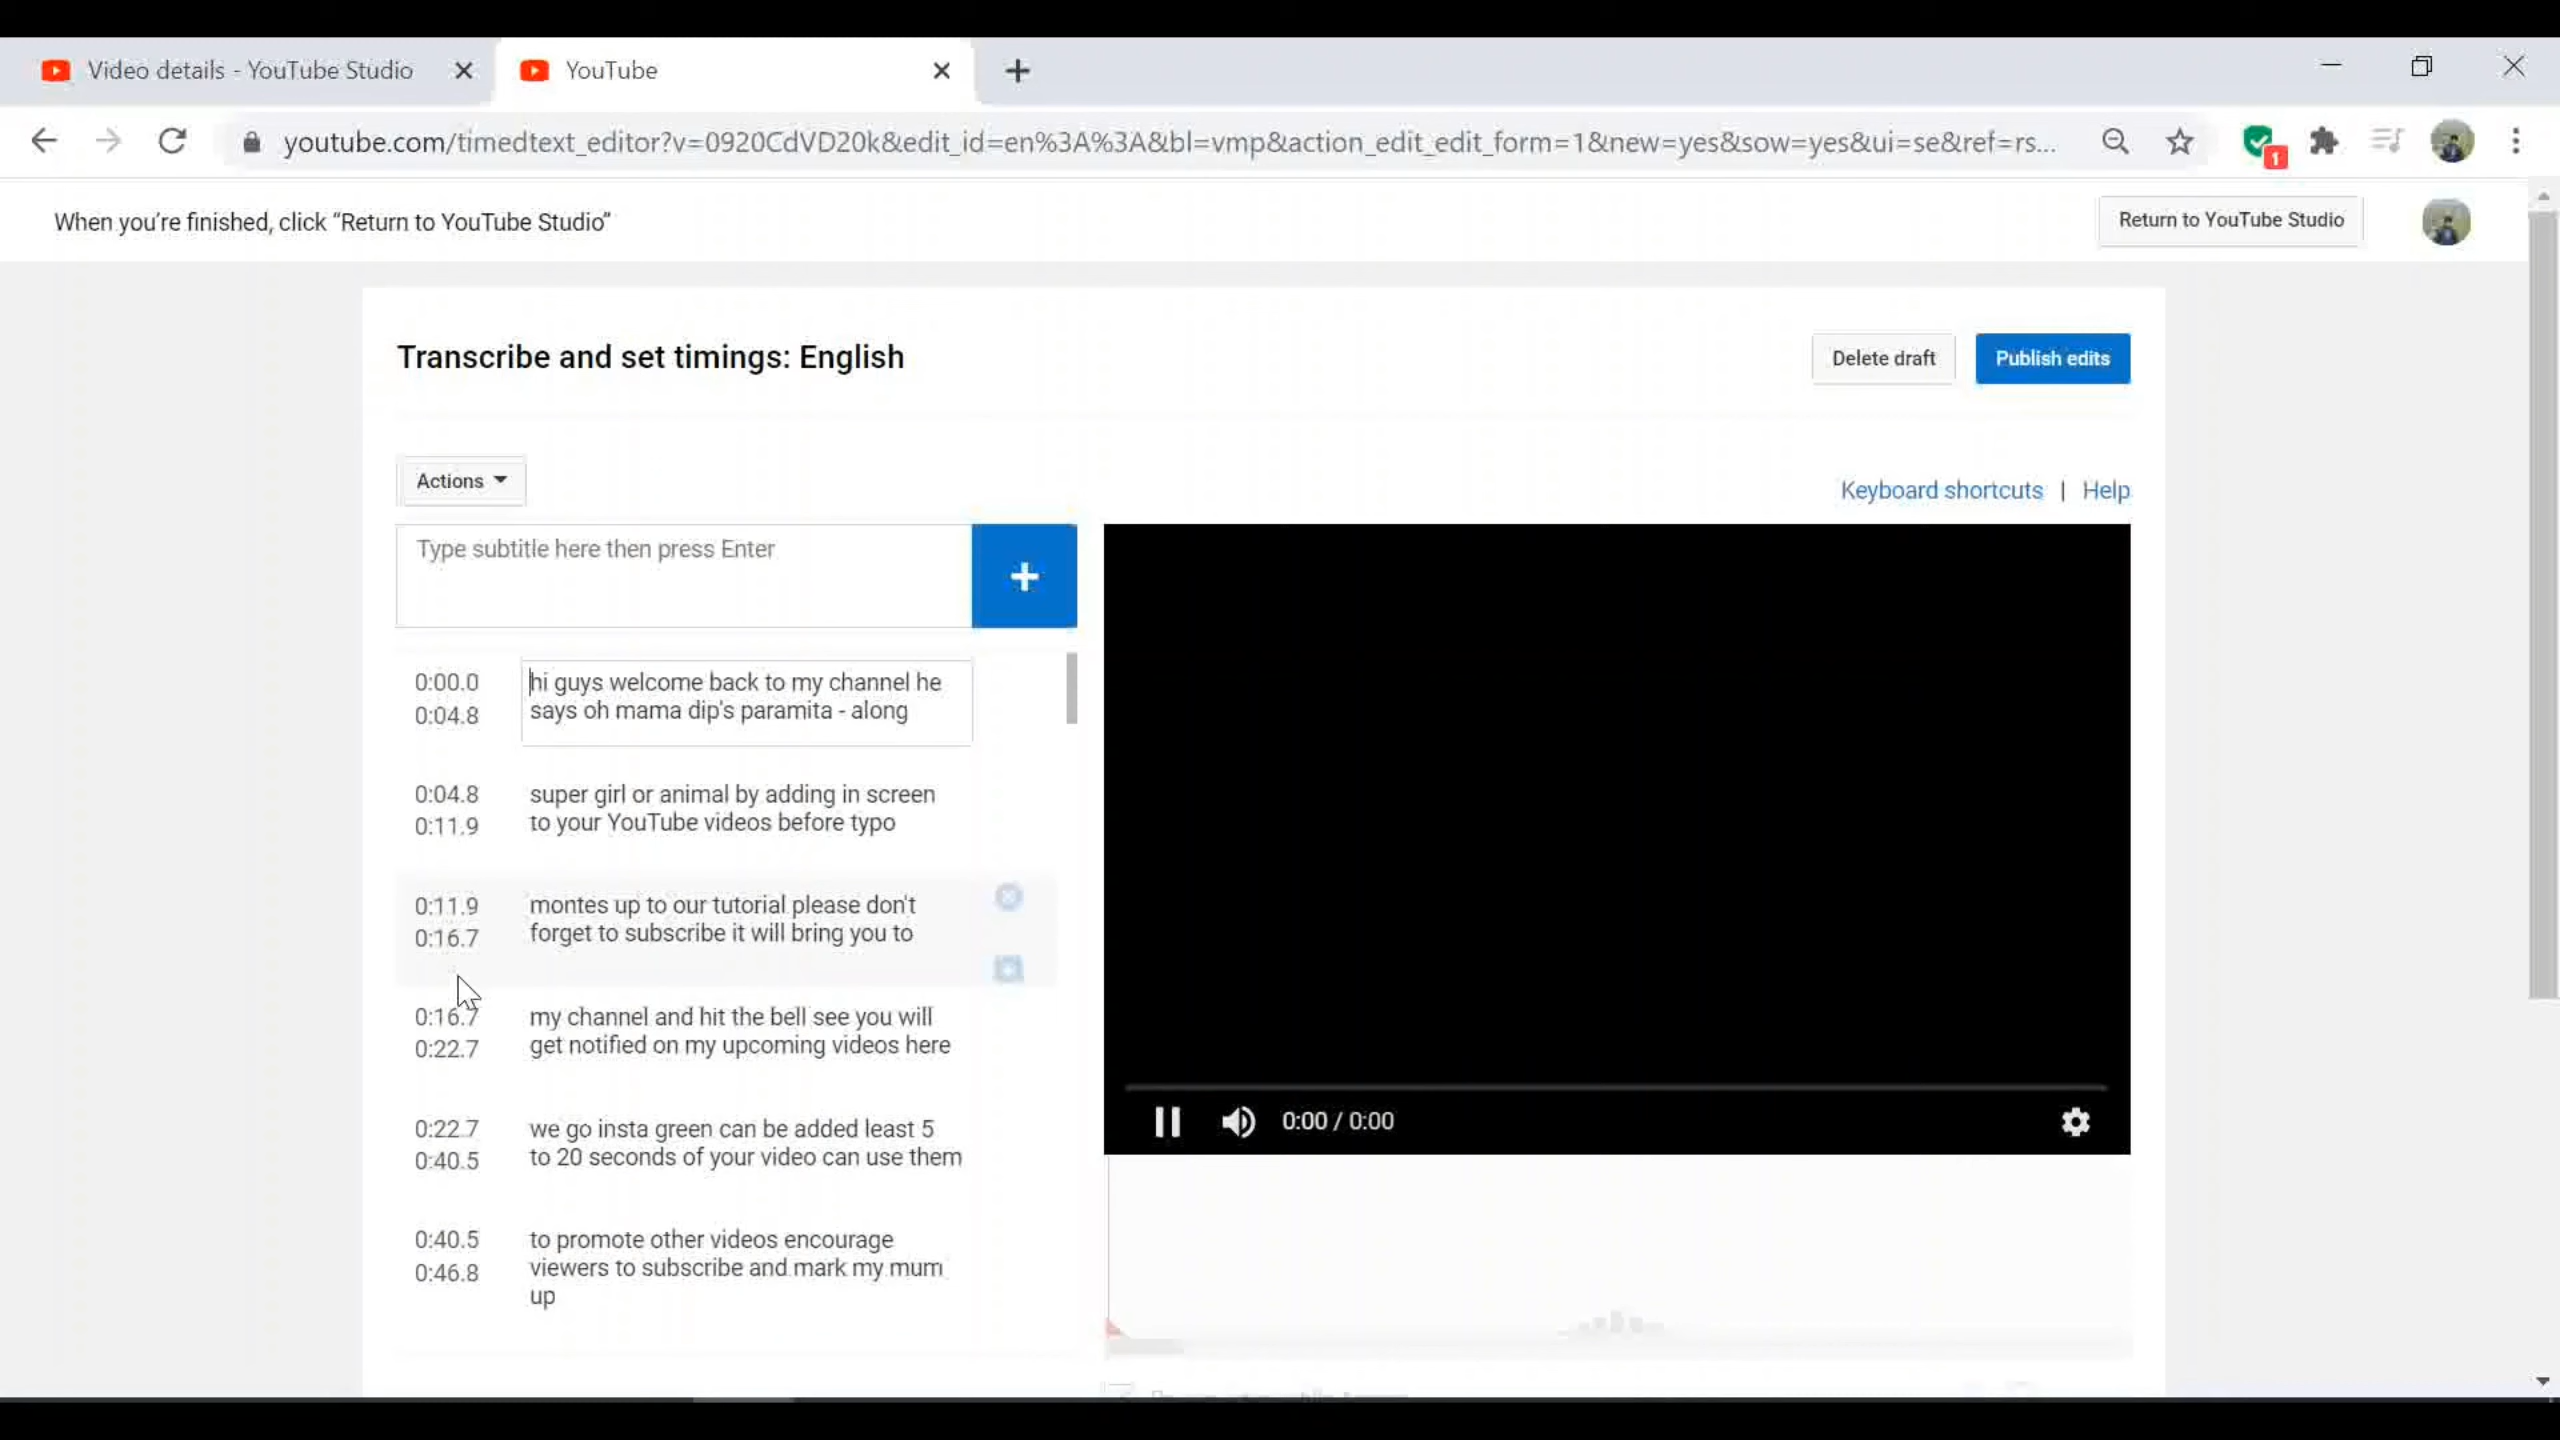 Video details - YouTube Studio
YouTube
youtube.com/timedtext_editor?v=0920CdVD20k&edit_id=en%3A%3A&bl=vmp&action_edit_edit_form=1&new=yes&sow=yes&ui=se&ref=rs...
1
When you’re finished, click “Return to YouTube Studio”
Return to YouTube Studio
Transcribe and set timings: English
Delete draft
Publish edits
Actions
Keyboard shortcuts | Help
Type subtitle here then press Enter
0:00.0 hi guys welcome back to my channel he
0:04.8 says oh mama dip's paramita - along
0:04.8 super girl or animal by adding in screen
0:11.9 to your YouTube videos before typo
0:11.9 montes up to our tutorial please don't
0:16.7 forget to subscribe it will bring you to
0:16.7 my channel and hit the bell see you will
0:22.7 get notified on my upcoming videos here
0:22.7 we go insta green can be added least 5
0:40.5 to 20 seconds of your video can use them
0:40.5 to promote other videos encourage
0:46.8 viewers to subscribe and mark my mum
up
0:00 / 0:00